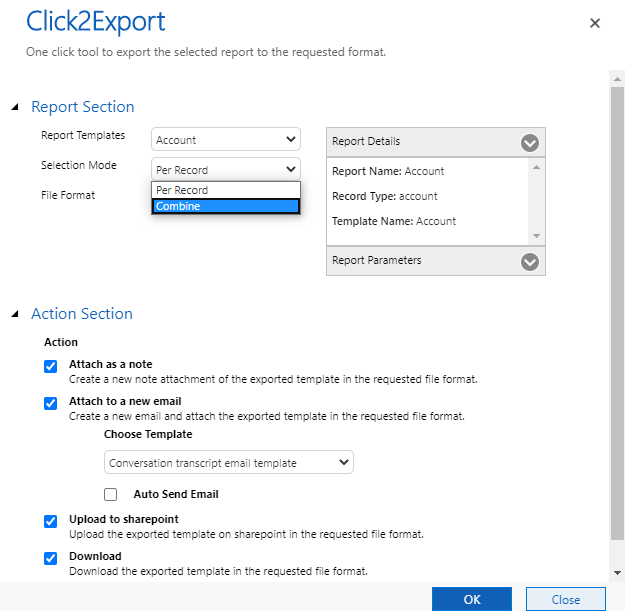 Click2Export
One click tool to export the selected report to the requested format.
Report Section
Report Templates
Account
Selection Mode
Per Record
File Format
Per Record
Combine
Report Details
Report Name: Account
Record Type: account
Template Name: Account
Report Parameters
Action Section
Action
Attach as a note
Create a new note attachment of the exported template in the requested file format.
Attach to a new email
Create a new email and attach the exported template in the requested file format.
Choose Template
Conversation transcript email template
Auto Send Email
Upload to sharepoint
Upload the exported template on sharepoint in the requested file format.
Download
Download the exported template in the requested file format.
OK
Close